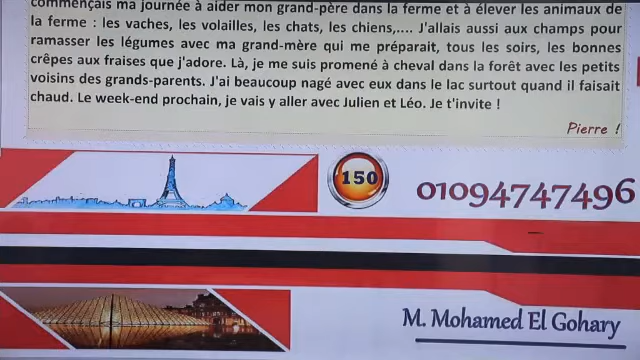 commençais ma journée à aider mon grand-père dans la ferme et à élever les animaux de
la ferme : les vaches, les volailles, les chats, les chiens,.... J'allais aussi aux champs pour
ramasser les légumes avec ma grand-mère qui me préparait, tous les soirs, les bonnes
crêpes aux fraises que j'adore. Là, je me suis promené à cheval dans la forêt avec les petits
voisins des grands-parents. J'ai beaucoup nagé avec eux dans le lac surtout quand il faisait
chaud. Le week-end prochain, je vais y aller avec Julien et Léo. Je t'invite !
Pierre !
150
01094747496
M. Mohamed El Gohary